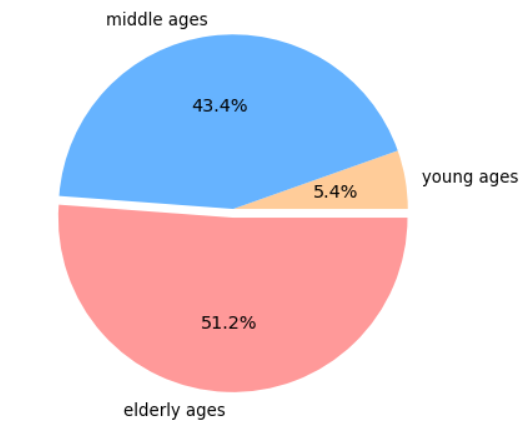 middle ages
43.4%
young ages
5.4%
51.2%
elderly ages